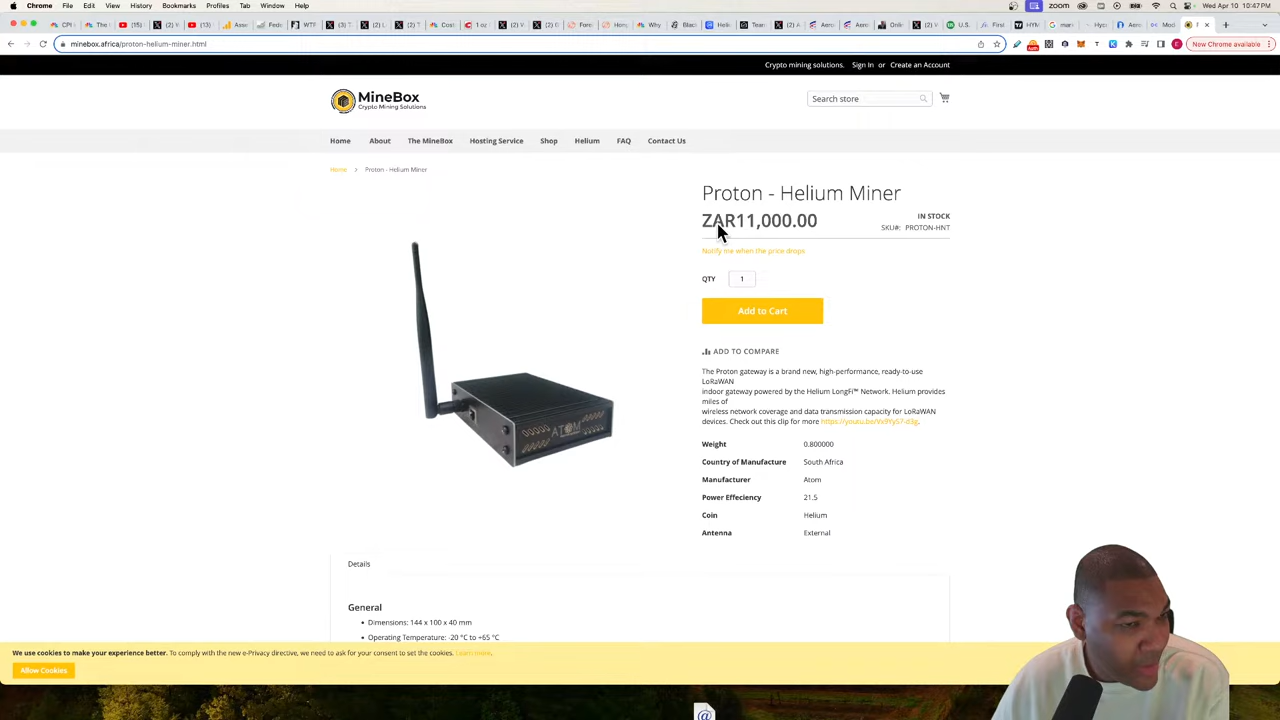 Chrome File Edit View History Bookmarks Profiles Tab Window Help
zoom
Wed Apr 10 10:47 PM
minebox.africa/proton-helium-miner.html
New Chrome available
Crypto mining solutions. Sign In or Create an Account
MineBox
Crypto Mining Solutions
Search store
Home About The MineBox Hosting Service Shop Helium FAQ Contact Us
Home > Proton - Helium Miner
Proton - Helium Miner
ZAR11,000.00
IN STOCK
SKU#: PROTON-HNT
Notify me when the price drops
QTY 1
Add to Cart
ADD TO COMPARE
The Proton gateway is a brand new, high-performance, ready-to-use
LoRaWAN
indoor gateway powered by the Helium LongFi™ Network. Helium provides
miles of
wireless network coverage and data transmission capacity for LoRaWAN
devices. Check out this clip for more
Weight 0.800000
Country of Manufacture South Africa
Manufacturer Atom
Power Effeciency 21.5
Coin Helium
Antenna External
ATOM
Details
General
• Dimensions: 144 x 100 x 40 mm
• Operating Temperature: -20 °C to +65 °C
We use cookies to make your experience better. To comply with the new e-Privacy directive, we need to ask for your consent to set the cookies. Learn more.
Allow Cookies